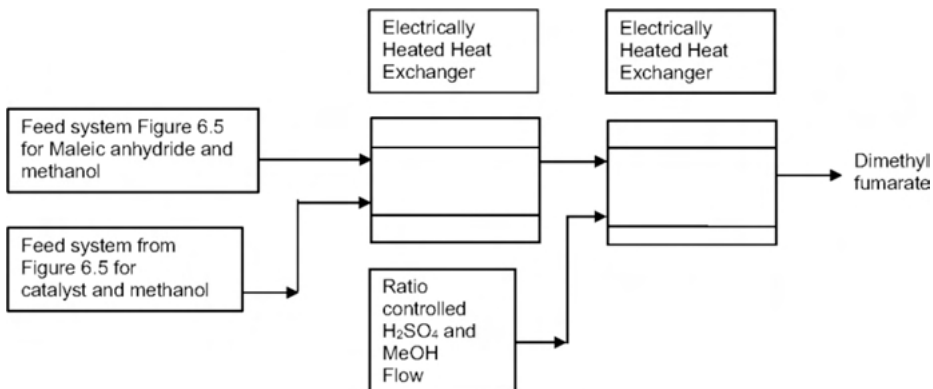 Electrically
Heated Heat
Exchanger
Electrically
Heated Heat
Exchanger
Feed system Figure 6.5
for Maleic anhydride and
methanol
Dimethyl
fumarate
Feed system from
Figure 6.5 for
catalyst and methanol
Ratio
controlled
H₂SO₄ and
MeOH
Flow